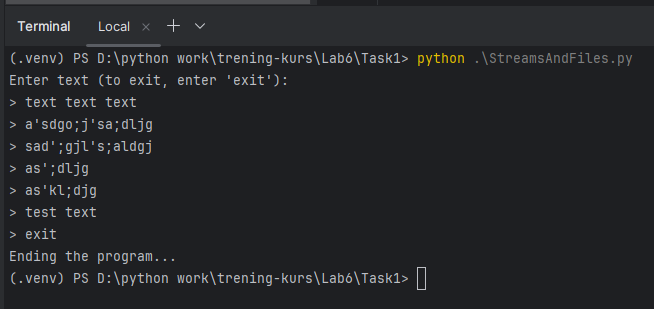 Terminal Local × + ∨
(.venv) PS D:\python work\trening-kurs\Lab6\Task1> python .\StreamsAndFiles.py
Enter text (to exit, enter 'exit'):
> text text text
> a'sdgo;j'sa;dljg
> sad';gjl's;aldgj
> as';dljg
> as'kl;djg
> test text
> exit
Ending the program...
(.venv) PS D:\python work\trening-kurs\Lab6\Task1>